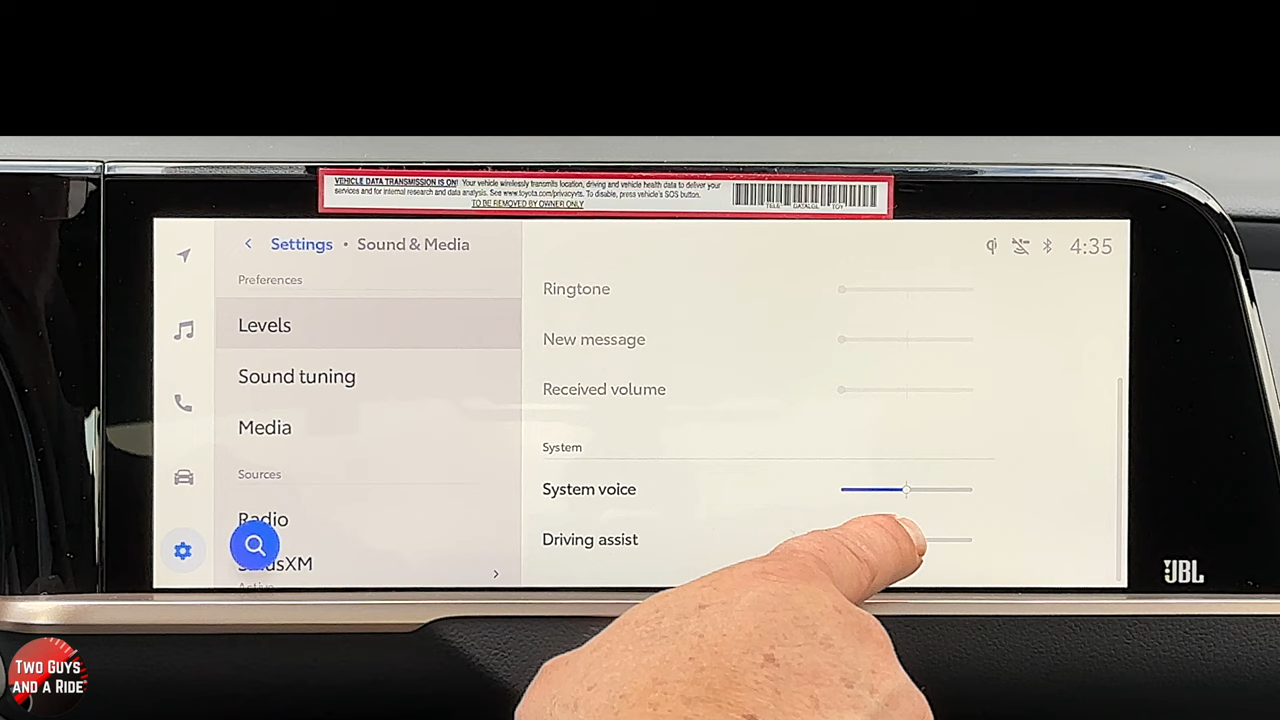 VEHICLE DATA TRANSMISSION IS ON! Your vehicle wirelessly transmits location, driving and vehicle health data to deliver your
services and for internal research and data analysis. See www.toyota.com/privacyvts. To disable, press vehicle's SOS button.
TO BE REMOVED BY OWNER ONLY
Settings • Sound & Media
qi
4:35
Preferences
Levels
Sound tuning
Media
Sources
Radio
SiriusXM
Active
Ringtone
New message
Received volume
System
System voice
Driving assist
JBL
TWO GUYS
AND A RIDE